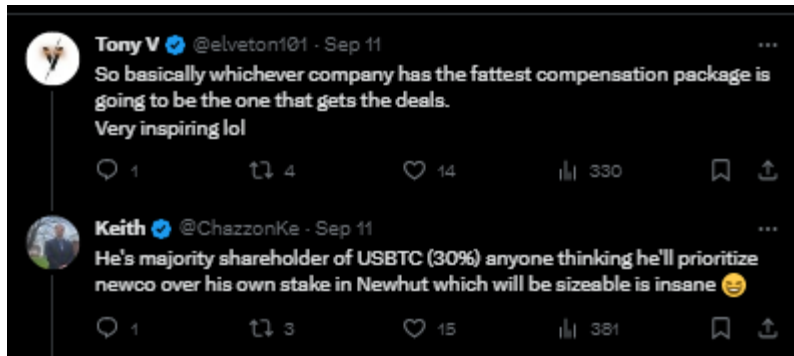 Tony V @elveton101 · Sep 11
So basically whichever company has the fattest compensation package is
going to be the one that gets the deals.
Very inspiring lol
1 4 14 330
Keith @ChazzonKe · Sep 11
He's majority shareholder of USBTC (30%) anyone thinking he'll prioritize
newco over his own stake in Newhut which will be sizeable is insane 😆
1 3 15 381